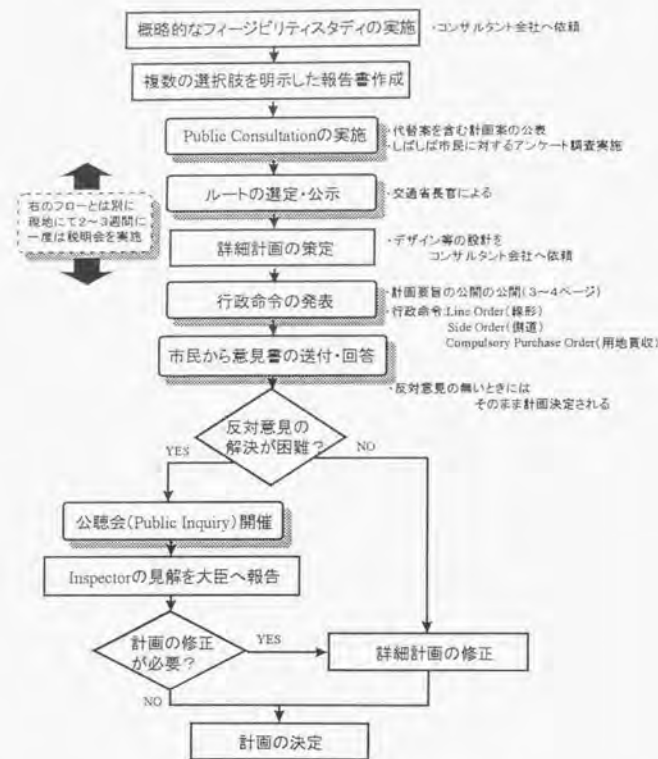 概略的なフィージビリティスタディの実施
・コンサルタント会社へ依頼
複数の選択肢を明示した報告書作成
Public Consultationの実施
・代替案を含む計画案の公表
・しばしば市民に対するアンケート調査実施
右のフローとは別に
現地にて2～3週間に
一度は説明会を実施
ルートの選定・公示
・交通省長官による
詳細計画の策定
・デザイン等の設計を
コンサルタント会社へ依頼
行政命令の発表
・計画要旨の公開の公開(3～4ページ)
・行政命令:Line Order(線形)
Side Order(側道)
Compulsory Purchase Order(用地買収)
市民から意見書の送付・回答
・反対意見の無いときには
そのまま計画決定される
反対意見の
解決が困難?
YES
NO
公聴会(Public Inquiry)開催
Inspectorの見解を大臣へ報告
計画の修正
が必要?
YES
詳細計画の修正
NO
計画の決定